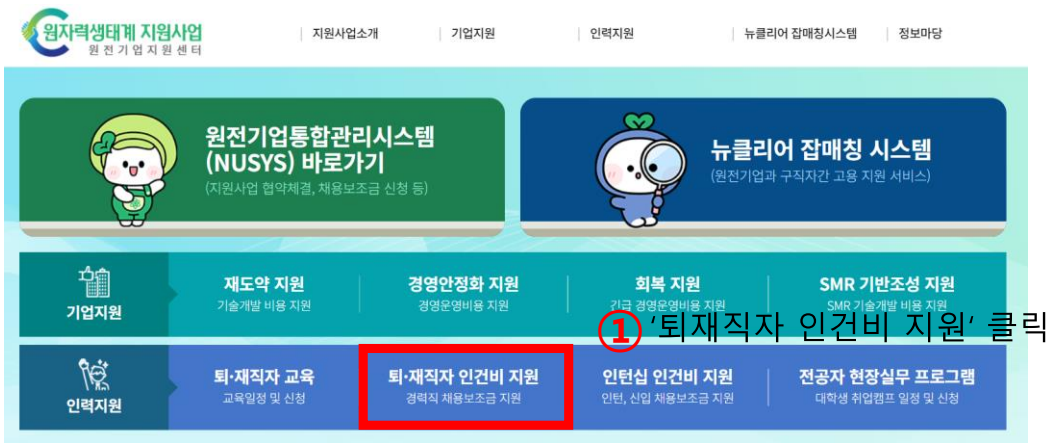 원자력생태계 지원사업
원 전 기 업 지 원 센 터
지원사업소개 기업지원 인력지원 뉴클리어 잡매칭시스템 정보마당
원전기업통합관리시스템
(NUSYS) 바로가기
(지원사업 협약체결, 채용보조금 신청 등)
뉴클리어 잡매칭 시스템
(원전기업과 구직자간 고용 지원 서비스)
기업지원
재도약 지원
기술개발 비용 지원
경영안정화 지원
경영운영비용 지원
회복 지원
긴급 경영운영비용 지원
SMR 기반조성 지원
SMR 기술개발 비용 지원
① ‘퇴재직자 인건비 지원‘ 클릭
인력지원
퇴·재직자 교육
교육일정 및 신청
퇴·재직자 인건비 지원
경력직 채용보조금 지원
인턴십 인건비 지원
인턴, 신입 채용보조금 지원
전공자 현장실무 프로그램
대학생 취업캠프 일정 및 신청